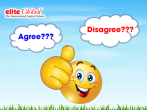 elite Global
The International English School
Agree???
Disagree???